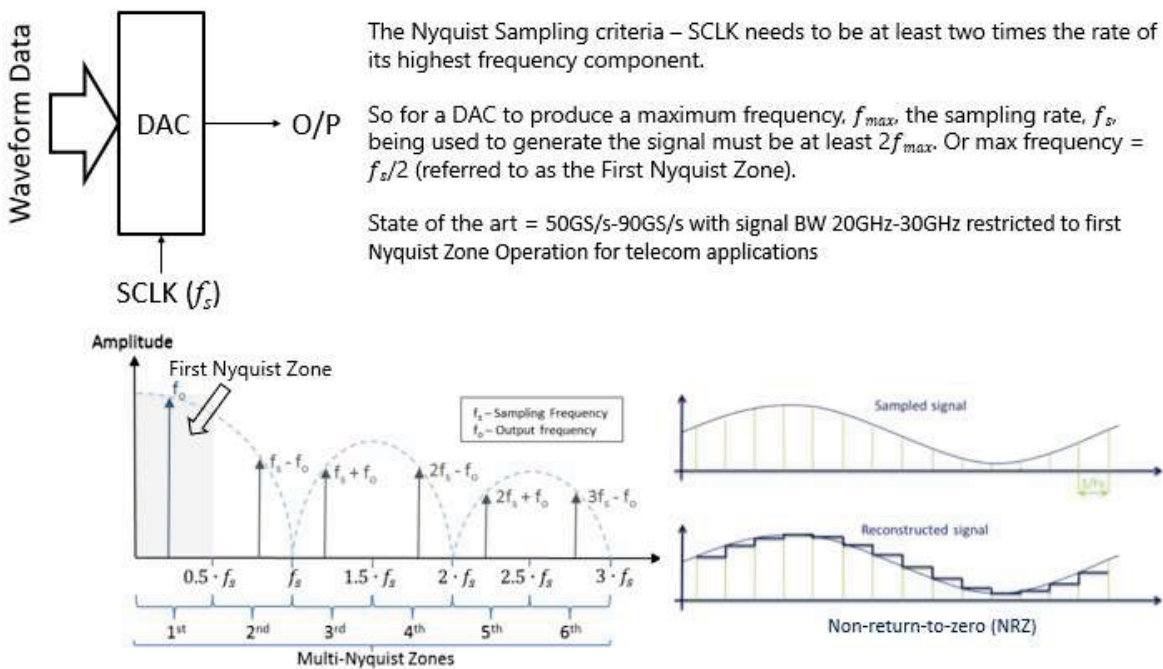 Waveform Data
DAC
O/P
SCLK (fₛ)
The Nyquist Sampling criteria – SCLK needs to be at least two times the rate of
its highest frequency component.
So for a DAC to produce a maximum frequency, fₘₐₓ, the sampling rate, fₛ,
being used to generate the signal must be at least 2fₘₐₓ. Or max frequency =
fₛ/2 (referred to as the First Nyquist Zone).
State of the art = 50GS/s-90GS/s with signal BW 20GHz-30GHz restricted to first
Nyquist Zone Operation for telecom applications
Amplitude
First Nyquist Zone
fₒ
fₛ – Sampling Frequency
fₒ – Output frequency
fₛ - fₒ
fₛ + fₒ
2fₛ - fₒ
2fₛ + fₒ
3fₛ - fₒ
0.5 · fₛ
fₛ
1.5 · fₛ
2 · fₛ
2.5 · fₛ
3 · fₛ
1st
2nd
3rd
4th
5th
6th
Multi-Nyquist Zones
Sampled signal
1/Fs
Reconstructed signal
Non-return-to-zero (NRZ)